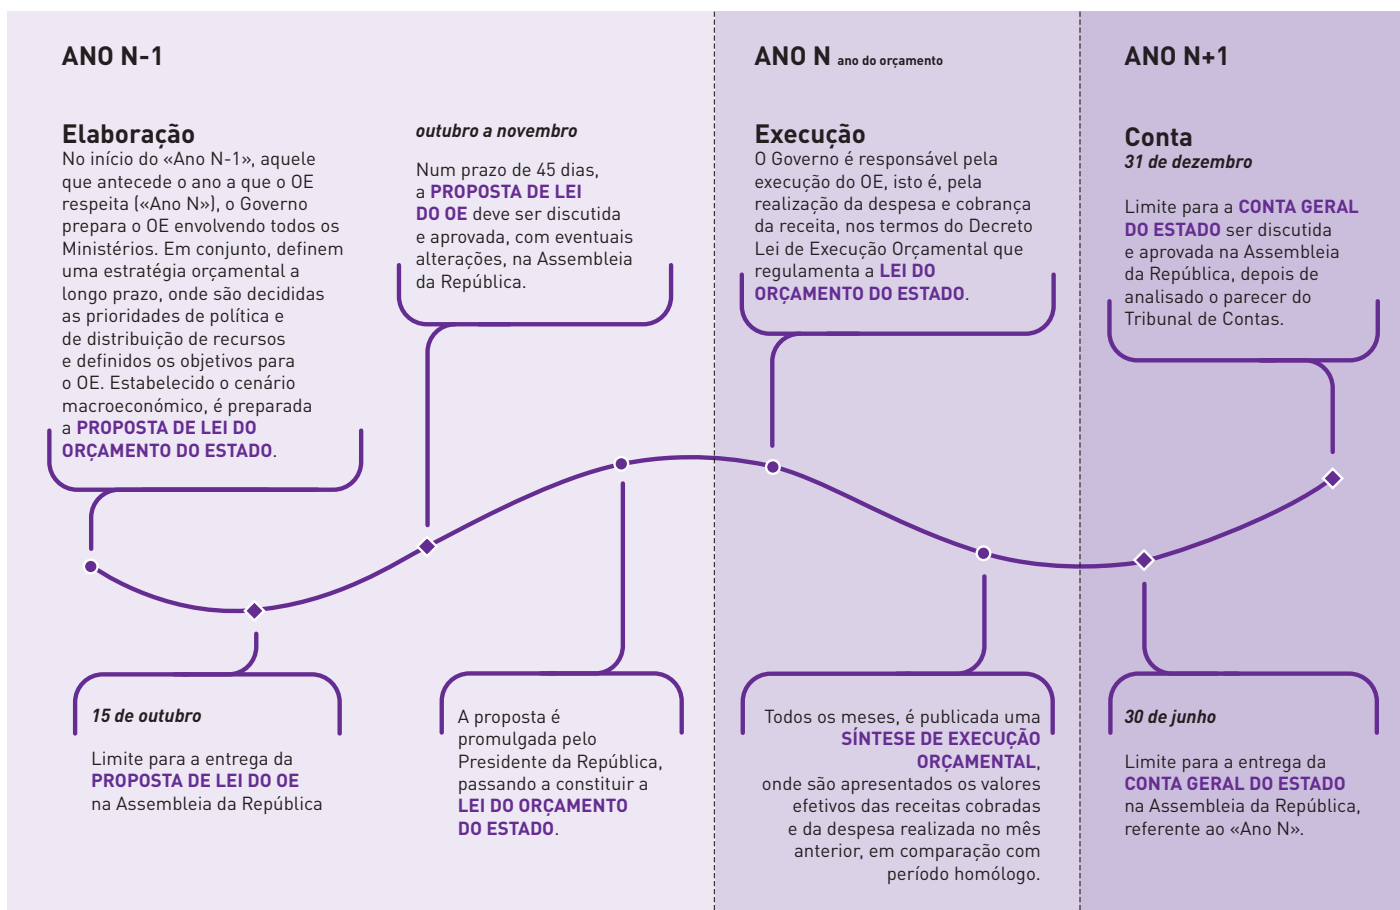 ANO N-1
Elaboração
No início do «Ano N-1», aquele
que antecede o ano a que o OE
respeita («Ano N»), o Governo
prepara o OE envolvendo todos os
Ministérios. Em conjunto, definem
uma estratégia orçamental a
longo prazo, onde são decididas
as prioridades de política e
de distribuição de recursos
e definidos os objetivos para
o OE. Estabelecido o cenário
macroeconómico, é preparada
a PROPOSTA DE LEI DO
ORÇAMENTO DO ESTADO.
15 de outubro
Limite para a entrega da
PROPOSTA DE LEI DO OE
na Assembleia da República
outubro a novembro
Num prazo de 45 dias,
a PROPOSTA DE LEI
DO OE deve ser discutida
e aprovada, com eventuais
alterações, na Assembleia
da República.
A proposta é
promulgada pelo
Presidente da República,
passando a constituir a
LEI DO ORÇAMENTO
DO ESTADO.
ANO N ano do orçamento
Execução
O Governo é responsável pela
execução do OE, isto é, pela
realização da despesa e cobrança
da receita, nos termos do Decreto
Lei de Execução Orçamental que
regulamenta a LEI DO
ORÇAMENTO DO ESTADO.
Todos os meses, é publicada uma
SÍNTESE DE EXECUÇÃO
ORÇAMENTAL,
onde são apresentados os valores
efetivos das receitas cobradas
e da despesa realizada no mês
anterior, em comparação com
período homólogo.
ANO N+1
Conta
31 de dezembro
Limite para a CONTA GERAL
DO ESTADO ser discutida
e aprovada na Assembleia
da República, depois de
analisado o parecer do
Tribunal de Contas.
30 de junho
Limite para a entrega da
CONTA GERAL DO ESTADO
na Assembleia da República,
referente ao «Ano N».